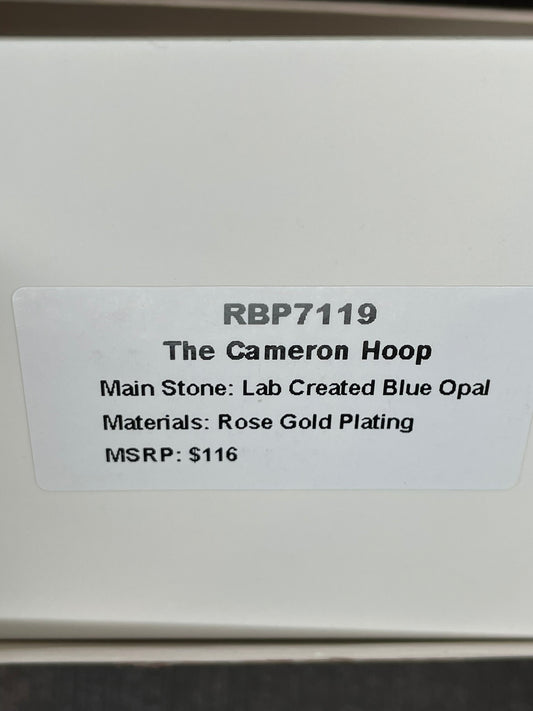 RBP7119
The Cameron Hoop
Main Stone: Lab Created Blue Opal
Materials: Rose Gold Plating
MSRP: $116